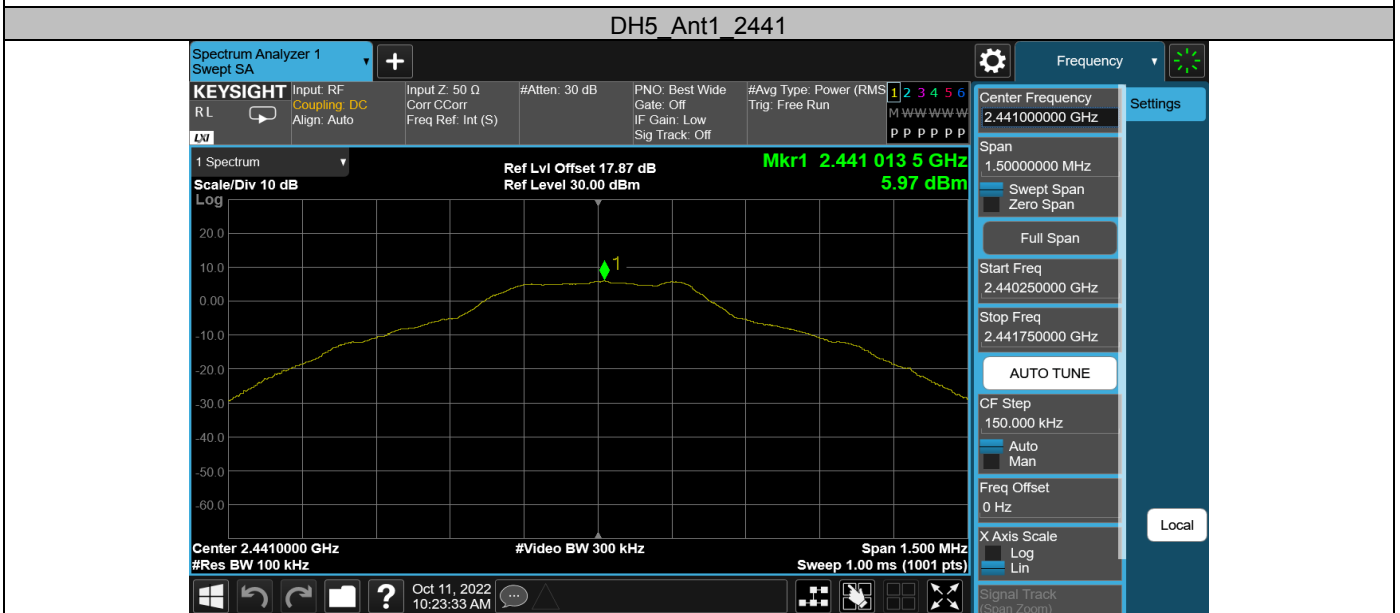 DH5_Ant1_2441
Spectrum Analyzer 1
Swept SA
Frequency
KEYSIGHT
RL
LXI
Input: RF
Coupling: DC
Align: Auto
Input Z: 50 Ω
Corr CCorr
Freq Ref: Int (S)
#Atten: 30 dB
PNO: Best Wide
Gate: Off
IF Gain: Low
Sig Track: Off
#Avg Type: Power (RMS
Trig: Free Run
1 2 3 4 5 6
M W W W W W
P P P P P P
1 Spectrum
Scale/Div 10 dB
Ref Lvl Offset 17.87 dB
Ref Level 30.00 dBm
Mkr1 2.441 013 5 GHz
5.97 dBm
Log
20.0
10.0
0.00
-10.0
-20.0
-30.0
-40.0
-50.0
-60.0
1
Center 2.4410000 GHz
#Res BW 100 kHz
#Video BW 300 kHz
Span 1.500 MHz
Sweep 1.00 ms (1001 pts)
Oct 11, 2022
10:23:33 AM
Center Frequency
2.441000000 GHz
Settings
Span
1.50000000 MHz
Swept Span
Zero Span
Full Span
Start Freq
2.440250000 GHz
Stop Freq
2.441750000 GHz
AUTO TUNE
CF Step
150.000 kHz
Auto
Man
Freq Offset
0 Hz
X Axis Scale
Log
Lin
Local
Signal Track
(Span Zoom)